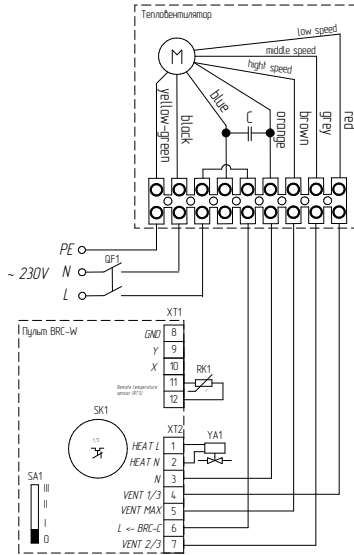 Тепловентилятор
low speed
middle speed
hight speed
M
yellow-green
black
blue
C
orange
brown
grey
red
PE
~ 230V
N
QF1
L
Пульт BRC-W
XT1
GND 8
Y 9
X 10
11
Remote temperature
sensor (RTS)
12
RK1
SK1
t,°C
XT2
HEAT L 1
YA1
HEAT N 2
N 3
VENT 1/3 4
VENT MAX 5
L <- BRC-C 6
VENT 2/3 7
SA1
III
II
I
0